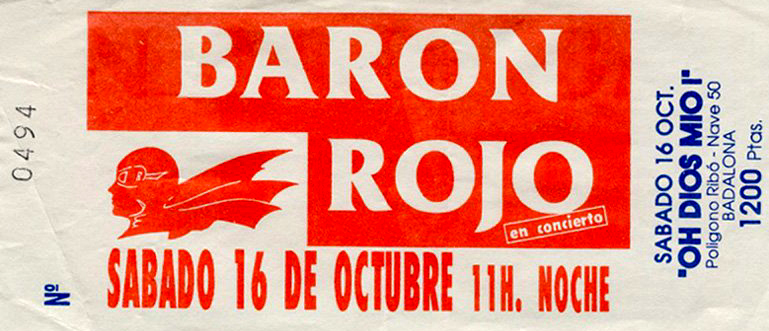 BARON
ROJO
en concierto
SABADO 16 DE OCTUBRE 11H. NOCHE
Nº
0494
SABADO 16 OCT.
"OH DIOS MIO !"
Poligono Ribó - Nave 50
BADALONA
1200 Ptas.